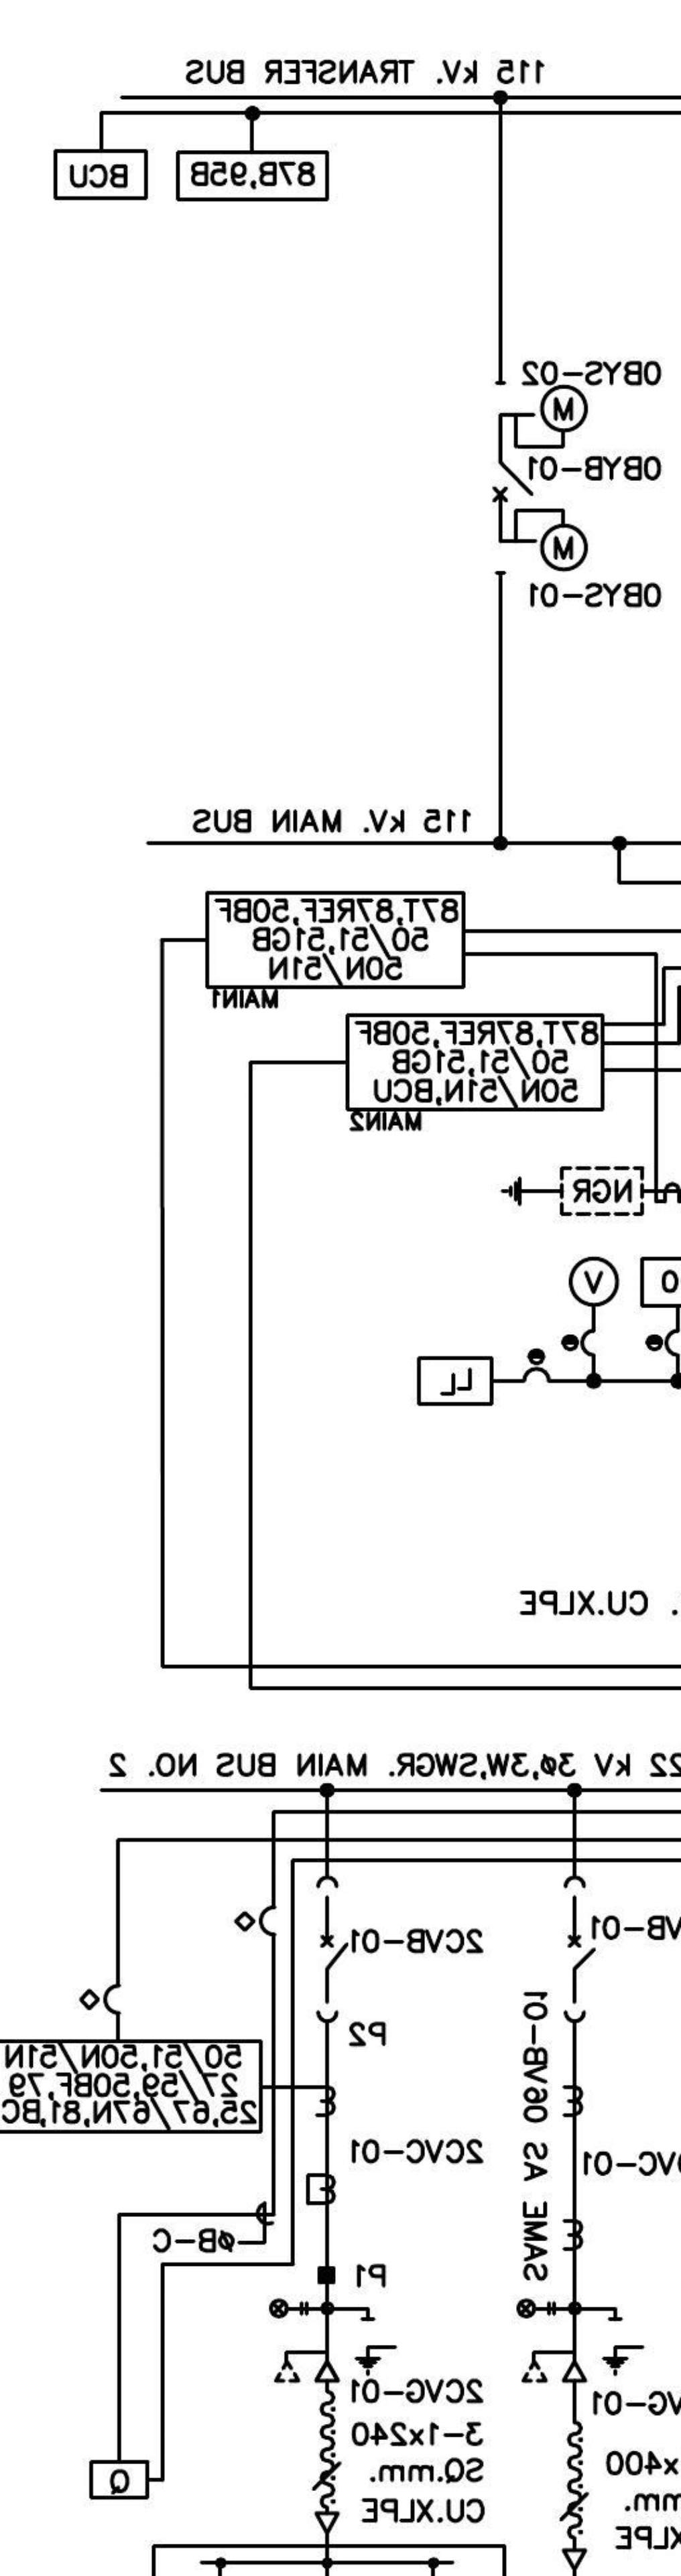 115 kV. TRANSFER BUS
BCU
87B,95B
0BYS-02
M
0BYB-01
M
0BYS-01
115 kV. MAIN BUS
87T,87REF,50BF
50/51,51GB
50N/51N
MAIN1
87T,87REF,50BF
50/51,51GB
50N/51N,BCU
MAIN2
NGR
V
0
LL
. CU.XLPE
22 kV 3ø,3W,SWGR. MAIN BUS NO. 2
2CVB-01
VB-01
P2
SAME AS 06VB-01
50/51,50N/51N
27/59,50BF,79
25,67/67N,81,BC
2CVC-01
VC-01
øB-C
P1
2CVG-01
VG-01
3-1x240
SQ.mm.
CU.XLPE
x400
mm.
XLPE
Q